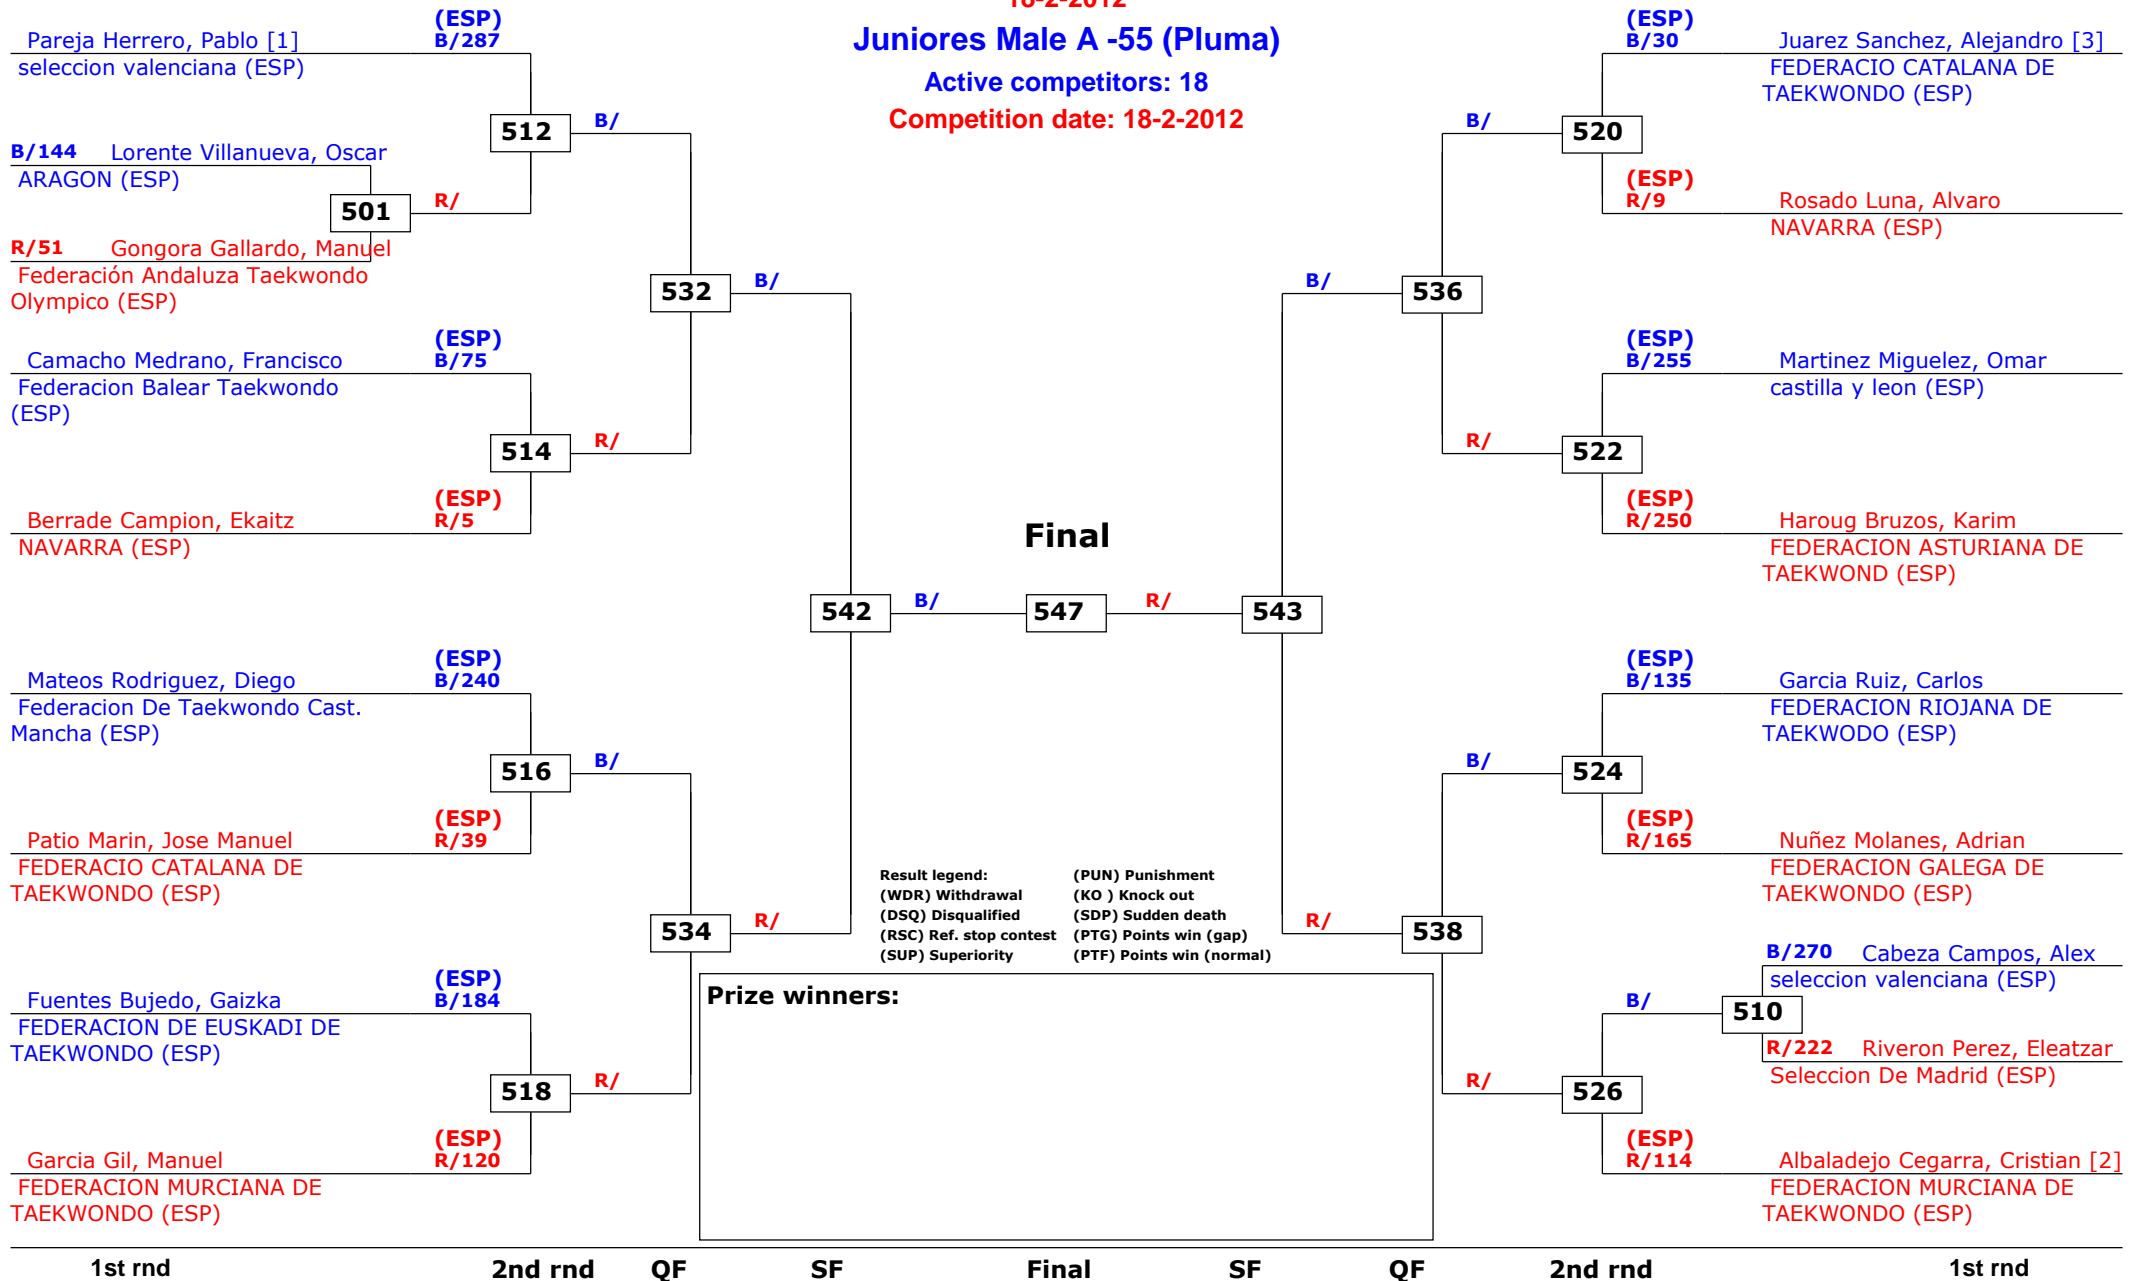 18-2-2012
Juniores Male A -55 (Pluma)
Active competitors: 18
Competition date: 18-2-2012
(ESP)
Pareja Herrero, Pablo [1] B/287
seleccion valenciana (ESP)
512 B/
B/144 Lorente Villanueva, Oscar
ARAGON (ESP)
501 R/
R/51 Gongora Gallardo, Manuel
Federación Andaluza Taekwondo
Olympico (ESP)
532 B/
(ESP)
Camacho Medrano, Francisco B/75
Federacion Balear Taekwondo
(ESP)
514 R/
(ESP)
Berrade Campion, Ekaitz R/5
NAVARRA (ESP)
542 B/
(ESP)
Mateos Rodriguez, Diego B/240
Federacion De Taekwondo Cast.
Mancha (ESP)
516 B/
(ESP)
Patio Marin, Jose Manuel R/39
FEDERACIO CATALANA DE
TAEKWONDO (ESP)
534 R/
(ESP)
Fuentes Bujedo, Gaizka B/184
FEDERACION DE EUSKADI DE
TAEKWONDO (ESP)
518 R/
(ESP)
Garcia Gil, Manuel R/120
FEDERACION MURCIANA DE
TAEKWONDO (ESP)
Final
547
(ESP)
B/30 Juarez Sanchez, Alejandro [3]
FEDERACIO CATALANA DE
TAEKWONDO (ESP)
B/ 520
(ESP)
R/9 Rosado Luna, Alvaro
NAVARRA (ESP)
B/ 536
(ESP)
B/255 Martinez Miguelez, Omar
castilla y leon (ESP)
R/ 522
(ESP)
R/250 Haroug Bruzos, Karim
FEDERACION ASTURIANA DE
TAEKWOND (ESP)
R/ 543
(ESP)
B/135 Garcia Ruiz, Carlos
FEDERACION RIOJANA DE
TAEKWODO (ESP)
B/ 524
(ESP)
R/165 Nuñez Molanes, Adrian
FEDERACION GALEGA DE
TAEKWONDO (ESP)
R/ 538
B/270 Cabeza Campos, Alex
seleccion valenciana (ESP)
B/ 510
R/222 Riveron Perez, Eleatzar
Seleccion De Madrid (ESP)
R/ 526
(ESP)
R/114 Albaladejo Cegarra, Cristian [2]
FEDERACION MURCIANA DE
TAEKWONDO (ESP)
Result legend: (PUN) Punishment
(WDR) Withdrawal (KO ) Knock out
(DSQ) Disqualified (SDP) Sudden death
(RSC) Ref. stop contest (PTG) Points win (gap)
(SUP) Superiority (PTF) Points win (normal)
Prize winners:
1st rnd 2nd rnd QF SF Final SF QF 2nd rnd 1st rnd